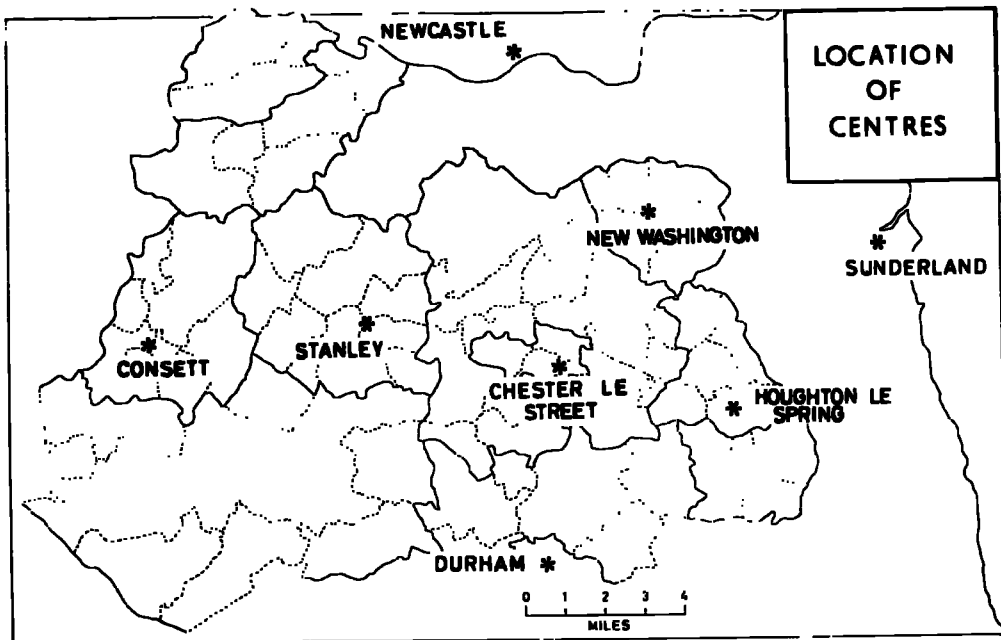 NEWCASTLE
LOCATION
OF
CENTRES
NEW WASHINGTON
SUNDERLAND
STANLEY
CONSETT
CHESTER LE
STREET
HOUGHTON LE
SPRING
DURHAM
0 1 2 3 4
MILES